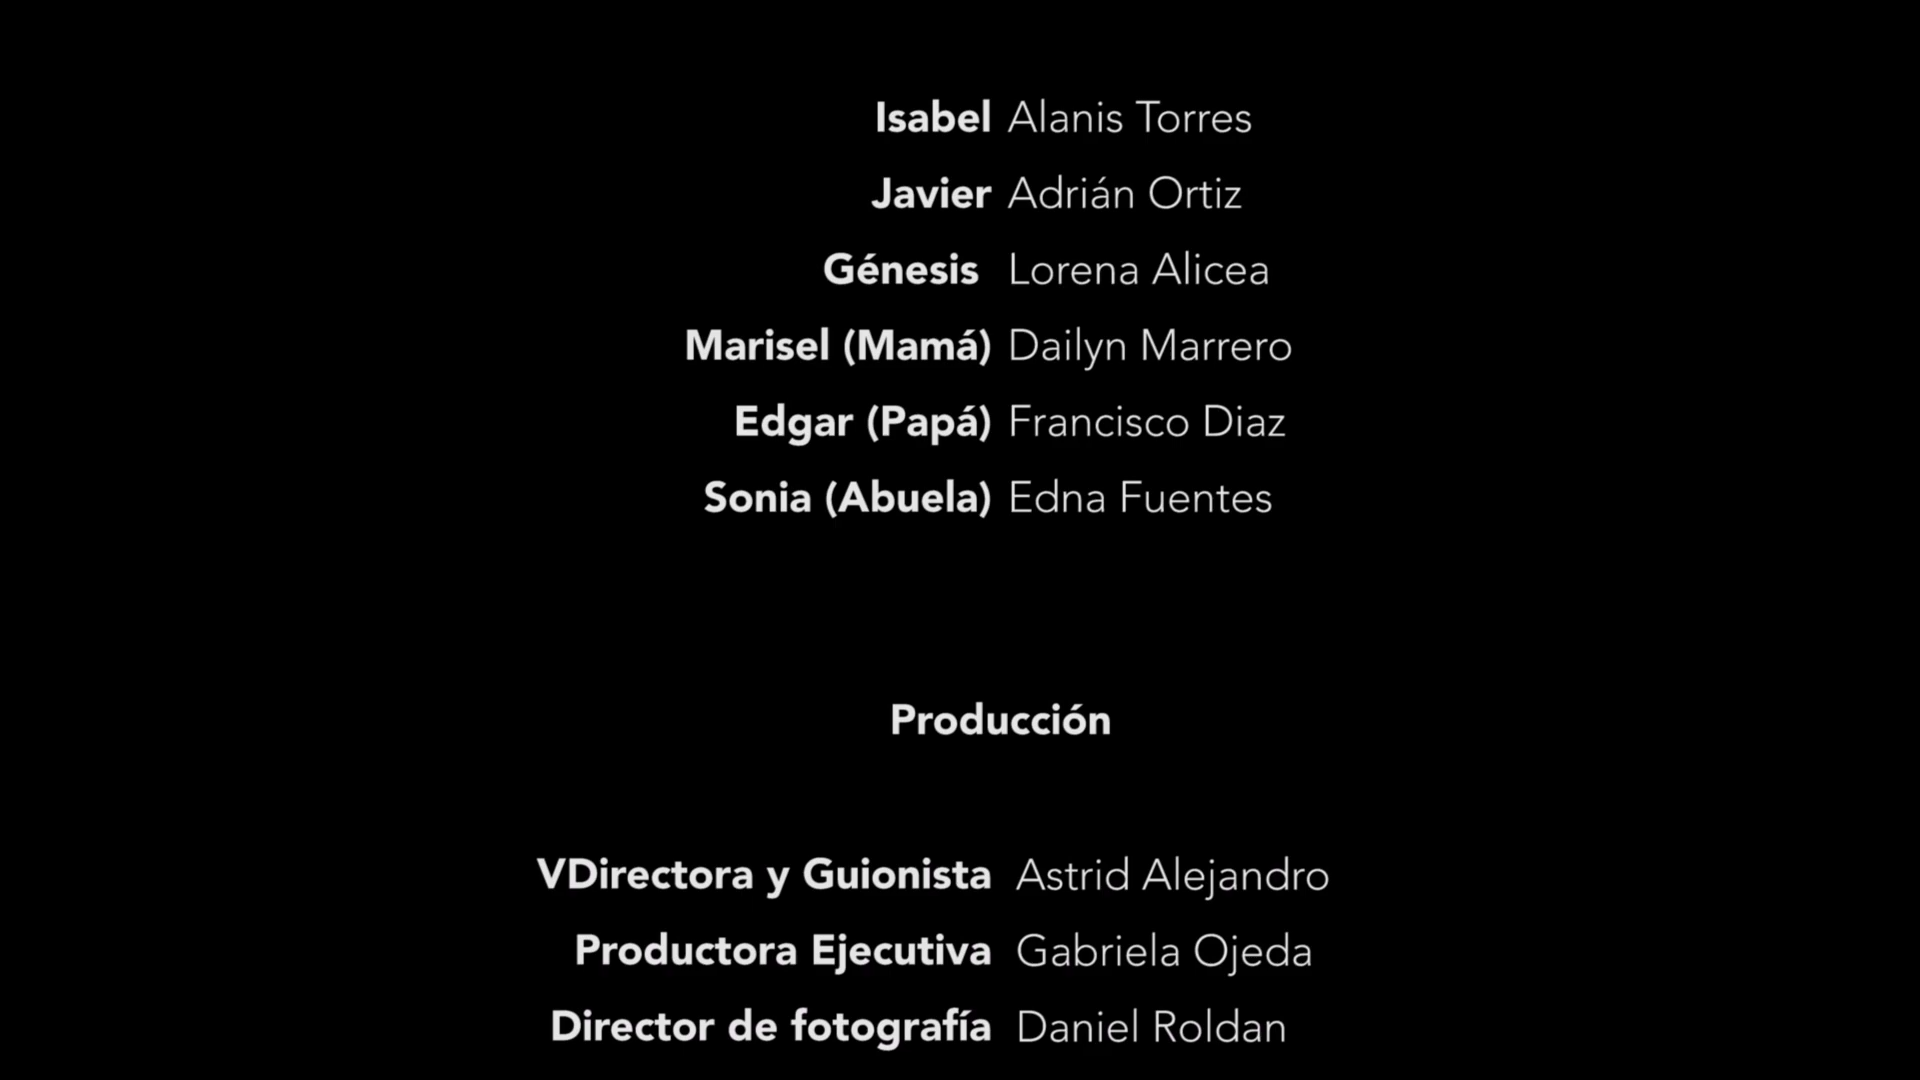 Isabel Alanis Torres
Javier Adrián Ortiz
Génesis Lorena Alicea
Marisel (Mamá) Dailyn Marrero
Edgar (Papá) Francisco Diaz
Sonia (Abuela) Edna Fuentes
Producción
VDirectora y Guionista Astrid Alejandro
Productora Ejecutiva Gabriela Ojeda
Director de fotografía Daniel Roldan